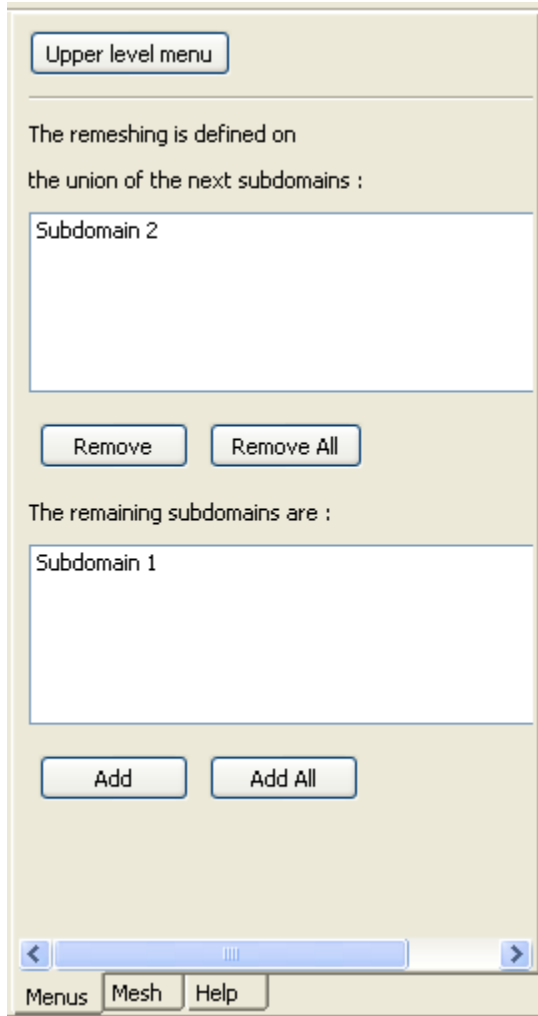 Upper level menu
The remeshing is defined on
the union of the next subdomains :
Subdomain 2
Remove Remove All
The remaining subdomains are :
Subdomain 1
Add Add All
Menus Mesh Help